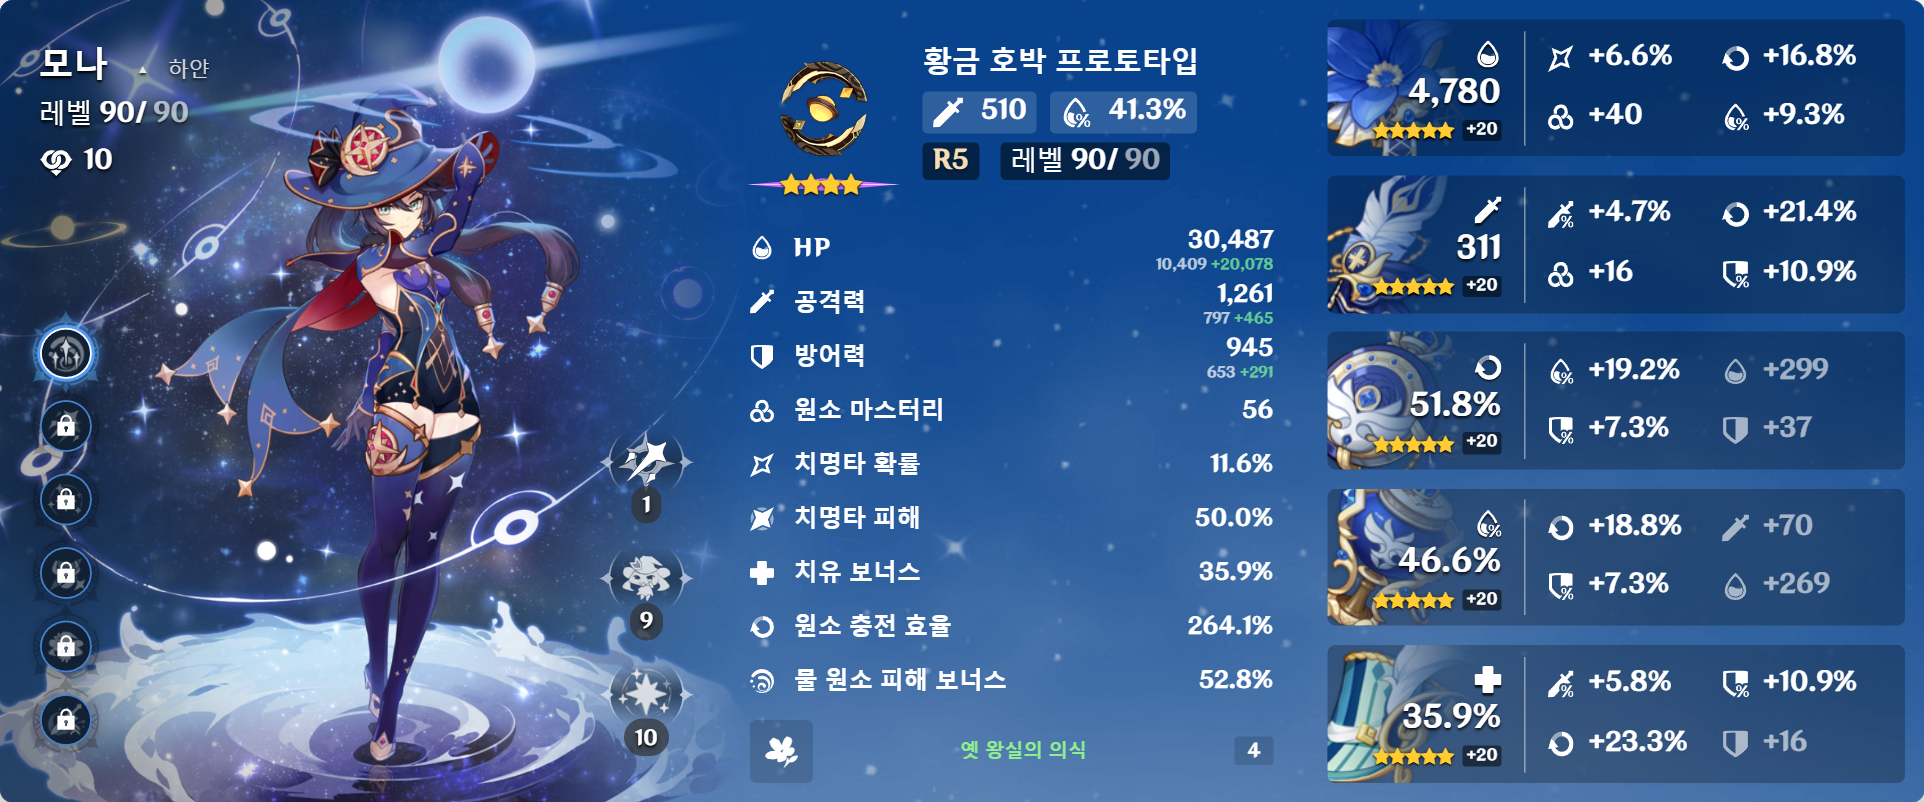 모나 ▲ 하얀
레벨 90/ 90
10
1
9
10
황금 호박 프로토타입
510 41.3%
R5 레벨 90/ 90
HP 30,487
10,409 +20,078
공격력 1,261
797 +465
방어력 945
653 +291
원소 마스터리 56
치명타 확률 11.6%
치명타 피해 50.0%
치유 보너스 35.9%
원소 충전 효율 264.1%
물 원소 피해 보너스 52.8%
옛 왕실의 의식 4
4,780
+20
+6.6% +16.8%
+40 +9.3%
311
+20
+4.7% +21.4%
+16 +10.9%
51.8%
+20
+19.2% +299
+7.3% +37
46.6%
+20
+18.8% +70
+7.3% +269
35.9%
+20
+5.8% +10.9%
+23.3% +16